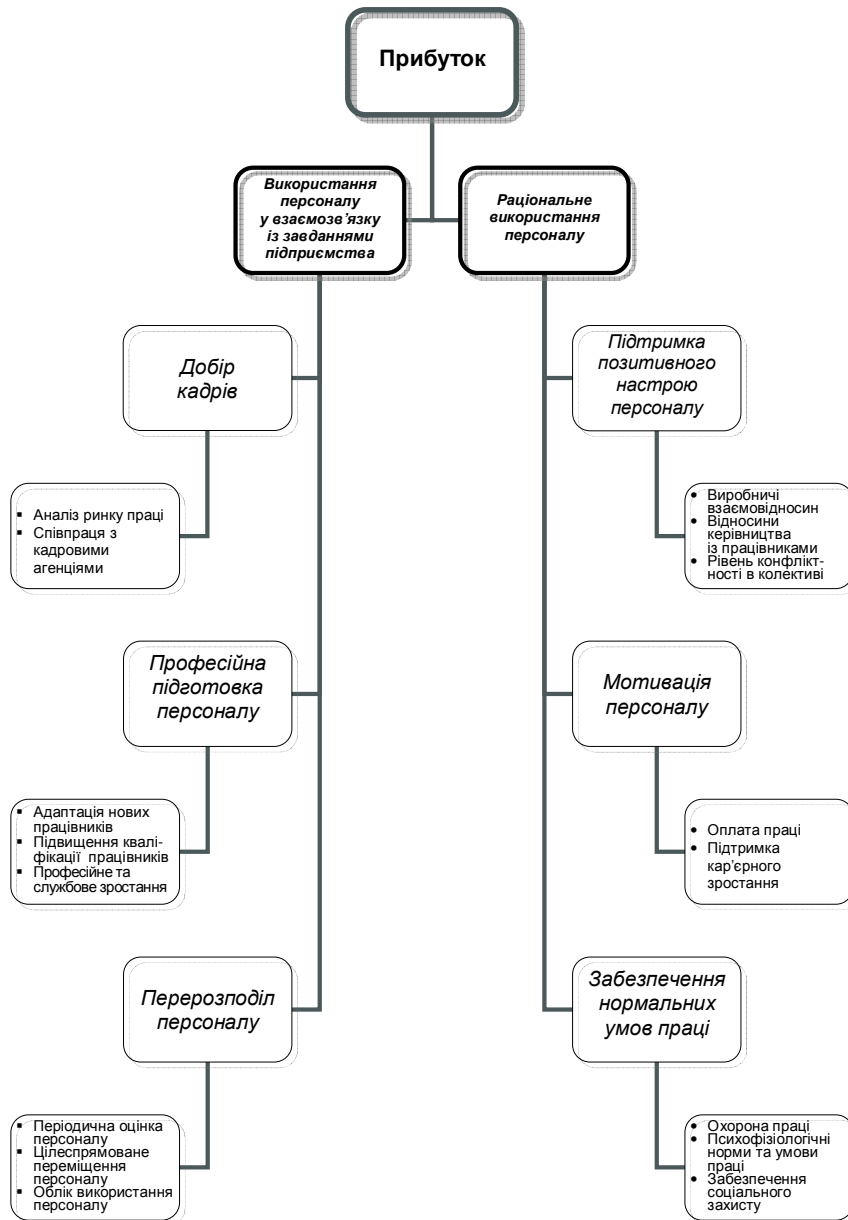 Прибуток
Використання
персоналу
у взаємозв’язку
із завданнями
підприємства
Раціональне
використання
персоналу
Добір
кадрів
Підтримка
позитивного
настрою
персоналу
▪ Аналіз ринку праці
▪ Співпраця з
кадровими
агенціями
• Виробничі
взаємовідносин
• Відносини
керівництва
із працівниками
• Рівень конфлікт-
ності в колективі
Професійна
підготовка
персоналу
Мотивація
персоналу
▪ Адаптація нових
працівників
▪ Підвищення квалі-
фікації працівників
▪ Професійне та
службове зростання
• Оплата праці
• Підтримка
кар’єрного
зростання
Перерозподіл
персоналу
Забезпечення
нормальних
умов праці
▪ Періодична оцінка
персоналу
▪ Цілеспрямоване
переміщення
персоналу
▪ Облік використання
персоналу
• Охорона праці
• Психофізіологічні
норми та умови
праці
• Забезпечення
соціального
захисту